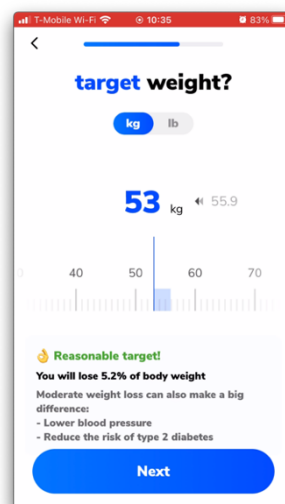 T-Mobile Wi-Fi 10:35 83%
target weight?
kg lb
53 kg 55.9
40 50 60 70
👌 Reasonable target!
You will lose 5.2% of body weight
Moderate weight loss can also make a big
difference:
- Lower blood pressure
- Reduce the risk of type 2 diabetes
Next